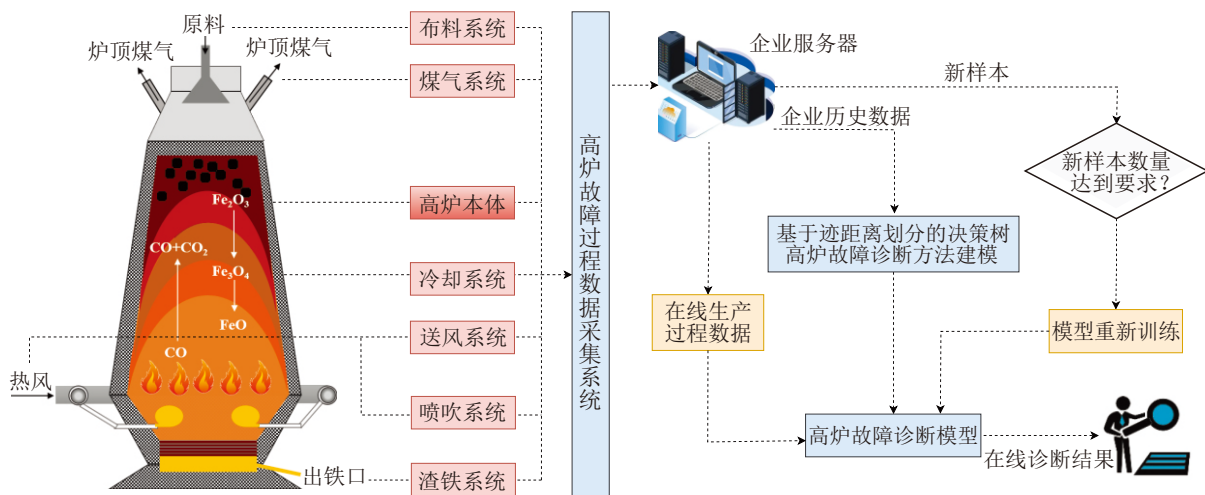 原料
炉顶煤气
炉顶煤气
Fe₂O₃
CO+CO₂
Fe₃O₄
FeO
CO
热风
出铁口
布料系统
煤气系统
高炉本体
冷却系统
送风系统
喷吹系统
渣铁系统
高炉故障过程数据采集系统
企业服务器
新样本
企业历史数据
新样本数量
达到要求?
基于迹距离划分的决策树
高炉故障诊断方法建模
在线生产
过程数据
模型重新训练
高炉故障诊断模型
在线诊断结果